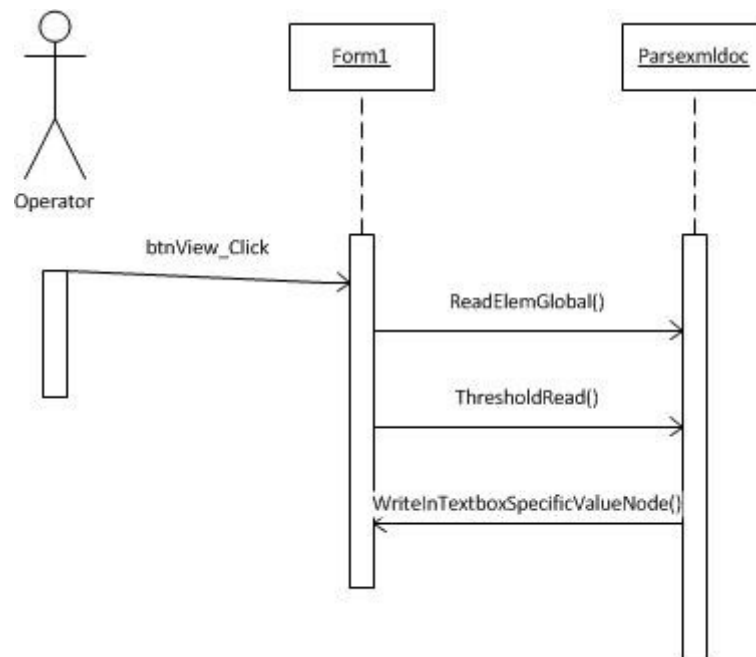 Form1
Parsexmldoc
Operator
btnView_Click
ReadElemGlobal()
ThresholdRead()
WriteInTextboxSpecificValueNode()